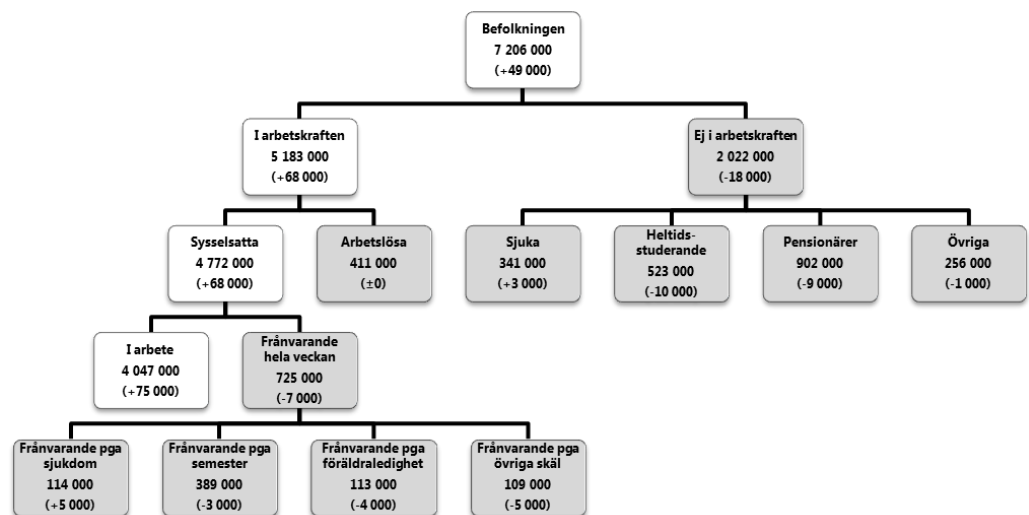 Befolkningen
7 206 000
(+49 000)
I arbetskraften
5 183 000
(+68 000)
Ej i arbetskraften
2 022 000
(-18 000)
Sysselsatta
4 772 000
(+68 000)
Arbetslösa
411 000
(±0)
Sjuka
341 000
(+3 000)
Heltids-
studerande
523 000
(-10 000)
Pensionärer
902 000
(-9 000)
Övriga
256 000
(-1 000)
I arbete
4 047 000
(+75 000)
Frånvarande
hela veckan
725 000
(-7 000)
Frånvarande pga
sjukdom
114 000
(+5 000)
Frånvarande pga
semester
389 000
(-3 000)
Frånvarande pga
föräldraledighet
113 000
(-4 000)
Frånvarande pga
övriga skäl
109 000
(-5 000)